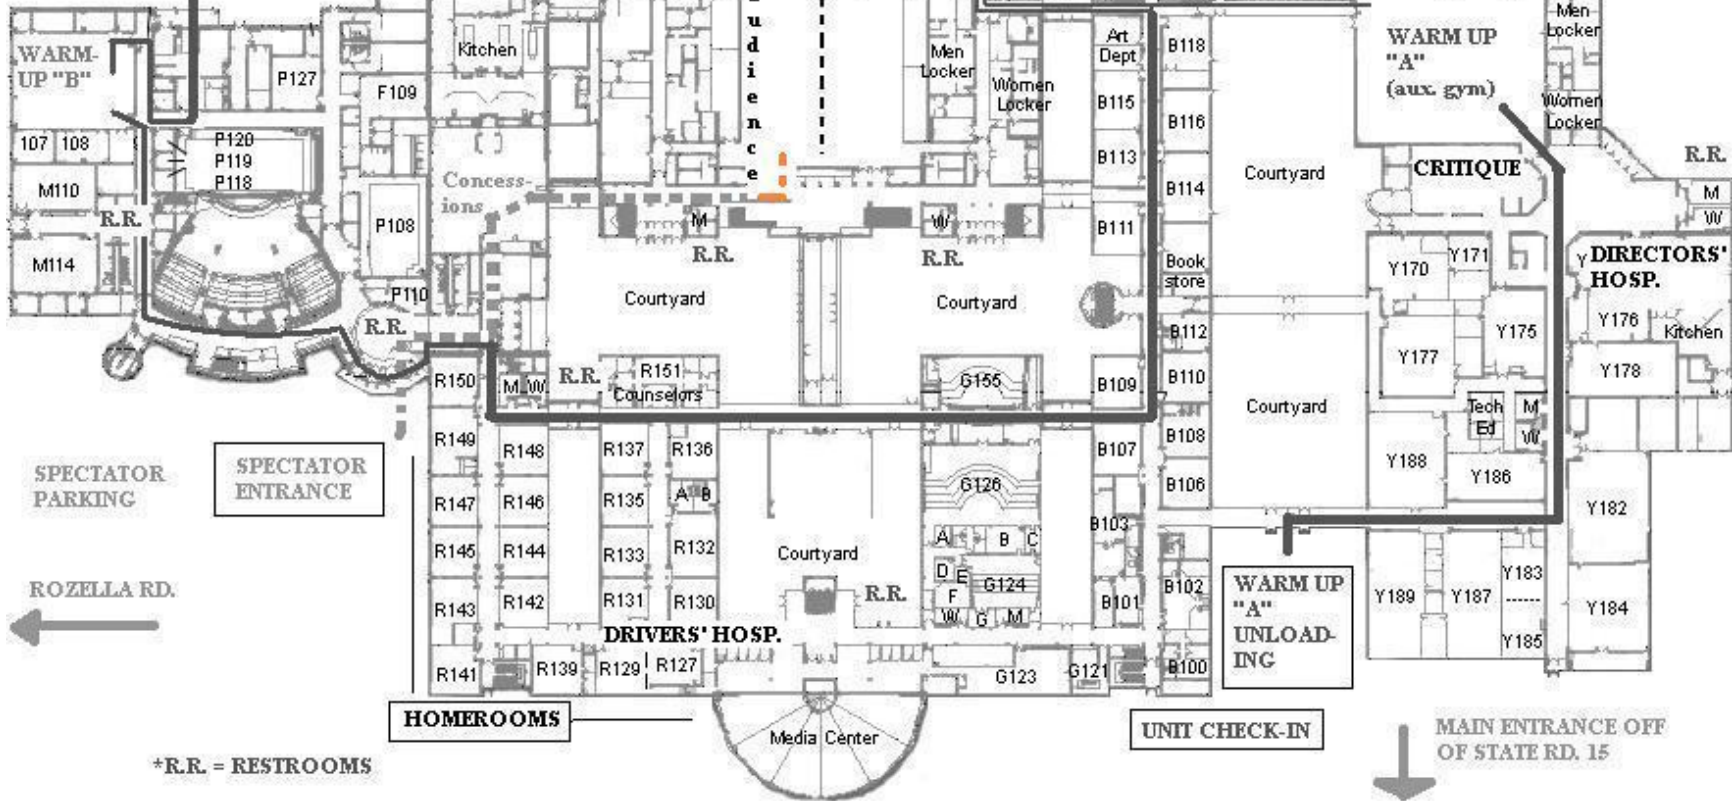 WARM-
UP "B"
P127
Kitchen
F109
udience
Men
Locker
Women
Locker
Art
Dept
B118
B115
B116
B113
B114
B111
Book
store
WARM UP
"A"
(aux. gym)
Men
Locker
Women
Locker
107
108
P120
P119
P118
M110
R.R.
M114
P108
P110
R.R.
Concess-
ions
M
R.R.
W
R.R.
Courtyard
Courtyard
Courtyard
CRITIQUE
R.R.
M
W
Y170
Y171
Y
DIRECTORS'
HOSP.
Y176
Kitchen
Y175
Y177
Y178
B112
B110
B109
R150
M W
R.R.
R151
Counselors
G155
Courtyard
Tech
Ed
M
W
Y188
Y186
Y182
R149
R148
R137
R136
B107
B108
SPECTATOR
PARKING
SPECTATOR
ENTRANCE
R147
R146
R135
A B
G126
B106
B103
R145
R144
R133
R132
Courtyard
A
B
C
D
E
F
G124
W
G
M
B102
B101
WARM UP
"A"
UNLOAD-
ING
Y189
Y187
Y183
Y185
Y184
ROZELLA RD.
R143
R142
R131
R130
R.R.
DRIVERS' HOSP.
R141
R139
R129
R127
G123
G121
B100
HOMEROOMS
Media Center
UNIT CHECK-IN
MAIN ENTRANCE OFF
OF STATE RD. 15
*R.R. = RESTROOMS